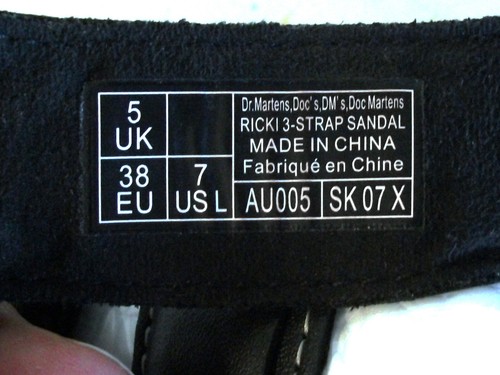 5
UK
38
EU
7
US L
Dr.Martens,Doc's,DM's,Doc Martens
RICKI 3-STRAP SANDAL
MADE IN CHINA
Fabriqué en Chine
AU005
SK 07 X